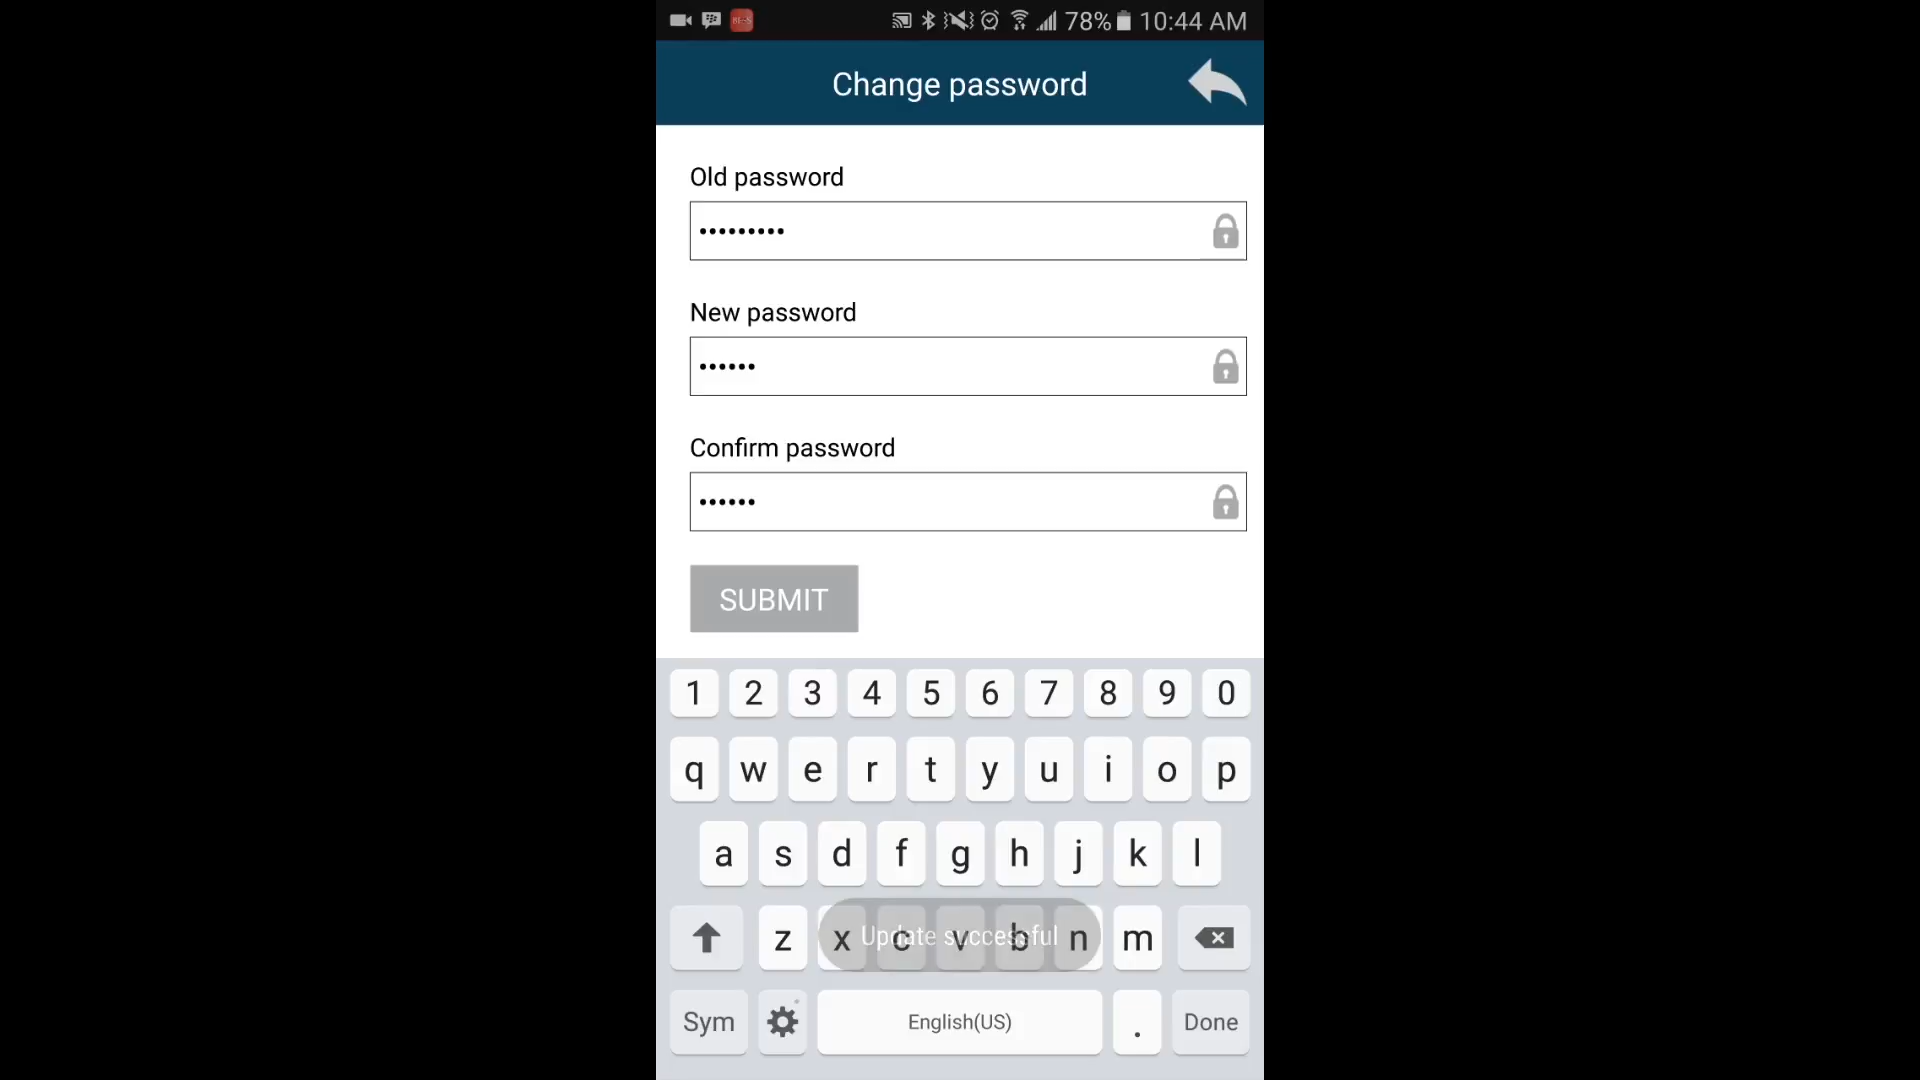 78% 10:44 AM
Change password
Old password
•••••••••
New password
••••••
Confirm password
••••••
SUBMIT
1 2 3 4 5 6 7 8 9 0
q w e r t y u i o p
a s d f g h j k l
z x c v b n m
Update successful
Sym English(US) . Done